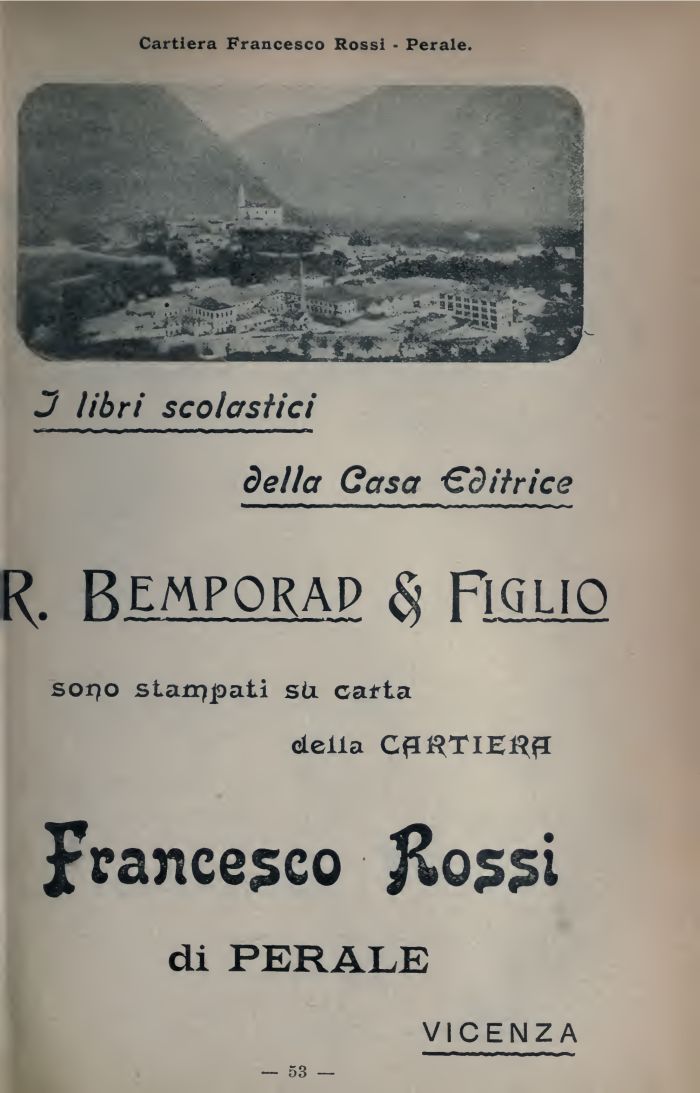 Cartiera Francesco Rossi - Perale.
I libri scolastici
della Casa Editrice
R. BEMPORAD & FIGLIO
sono stampati su carta
della CARTIERA
Francesco Rossi
di PERALE
VICENZA
— 53 —